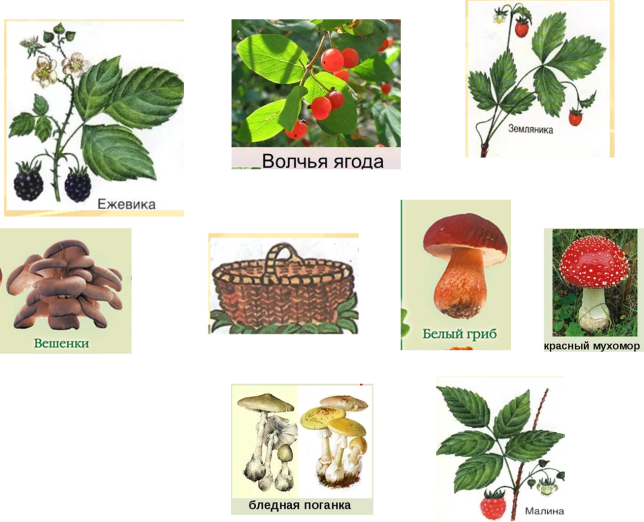 Ежевика
Волчья ягода
Земляника
Вешенки
Белый гриб
красный мухомор
бледная поганка
Малина